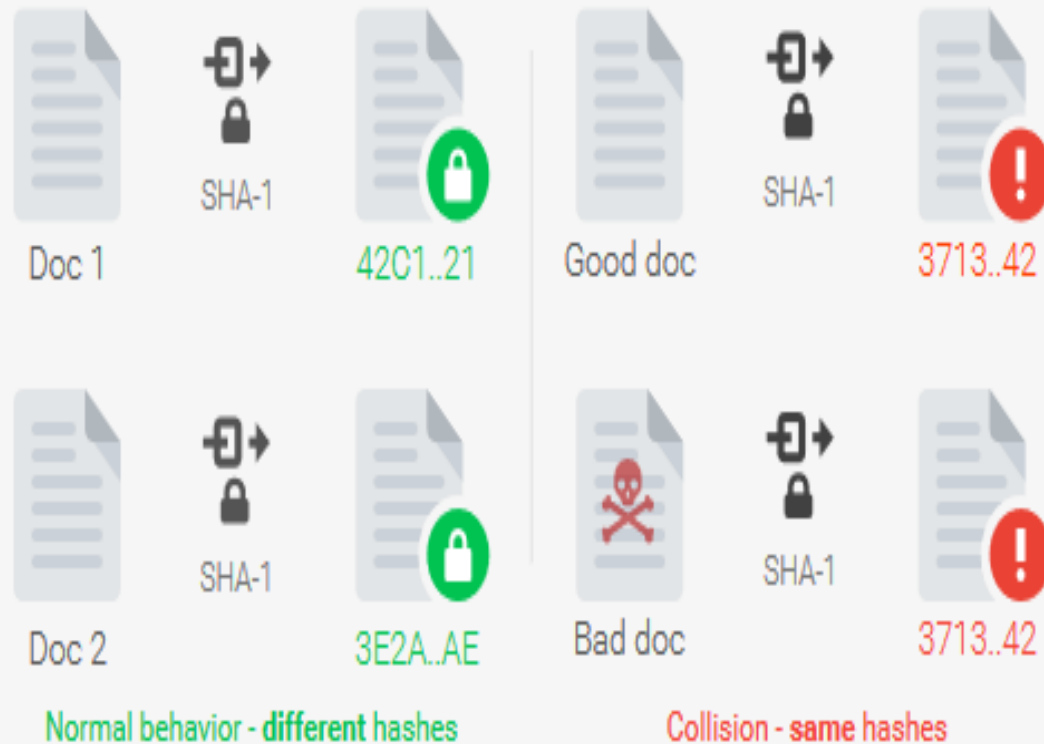 SHA-1
Doc 1
42C1..21
SHA-1
Doc 2
3E2A..AE
Normal behavior - different hashes
SHA-1
Good doc
3713..42
SHA-1
Bad doc
3713..42
Collision - same hashes